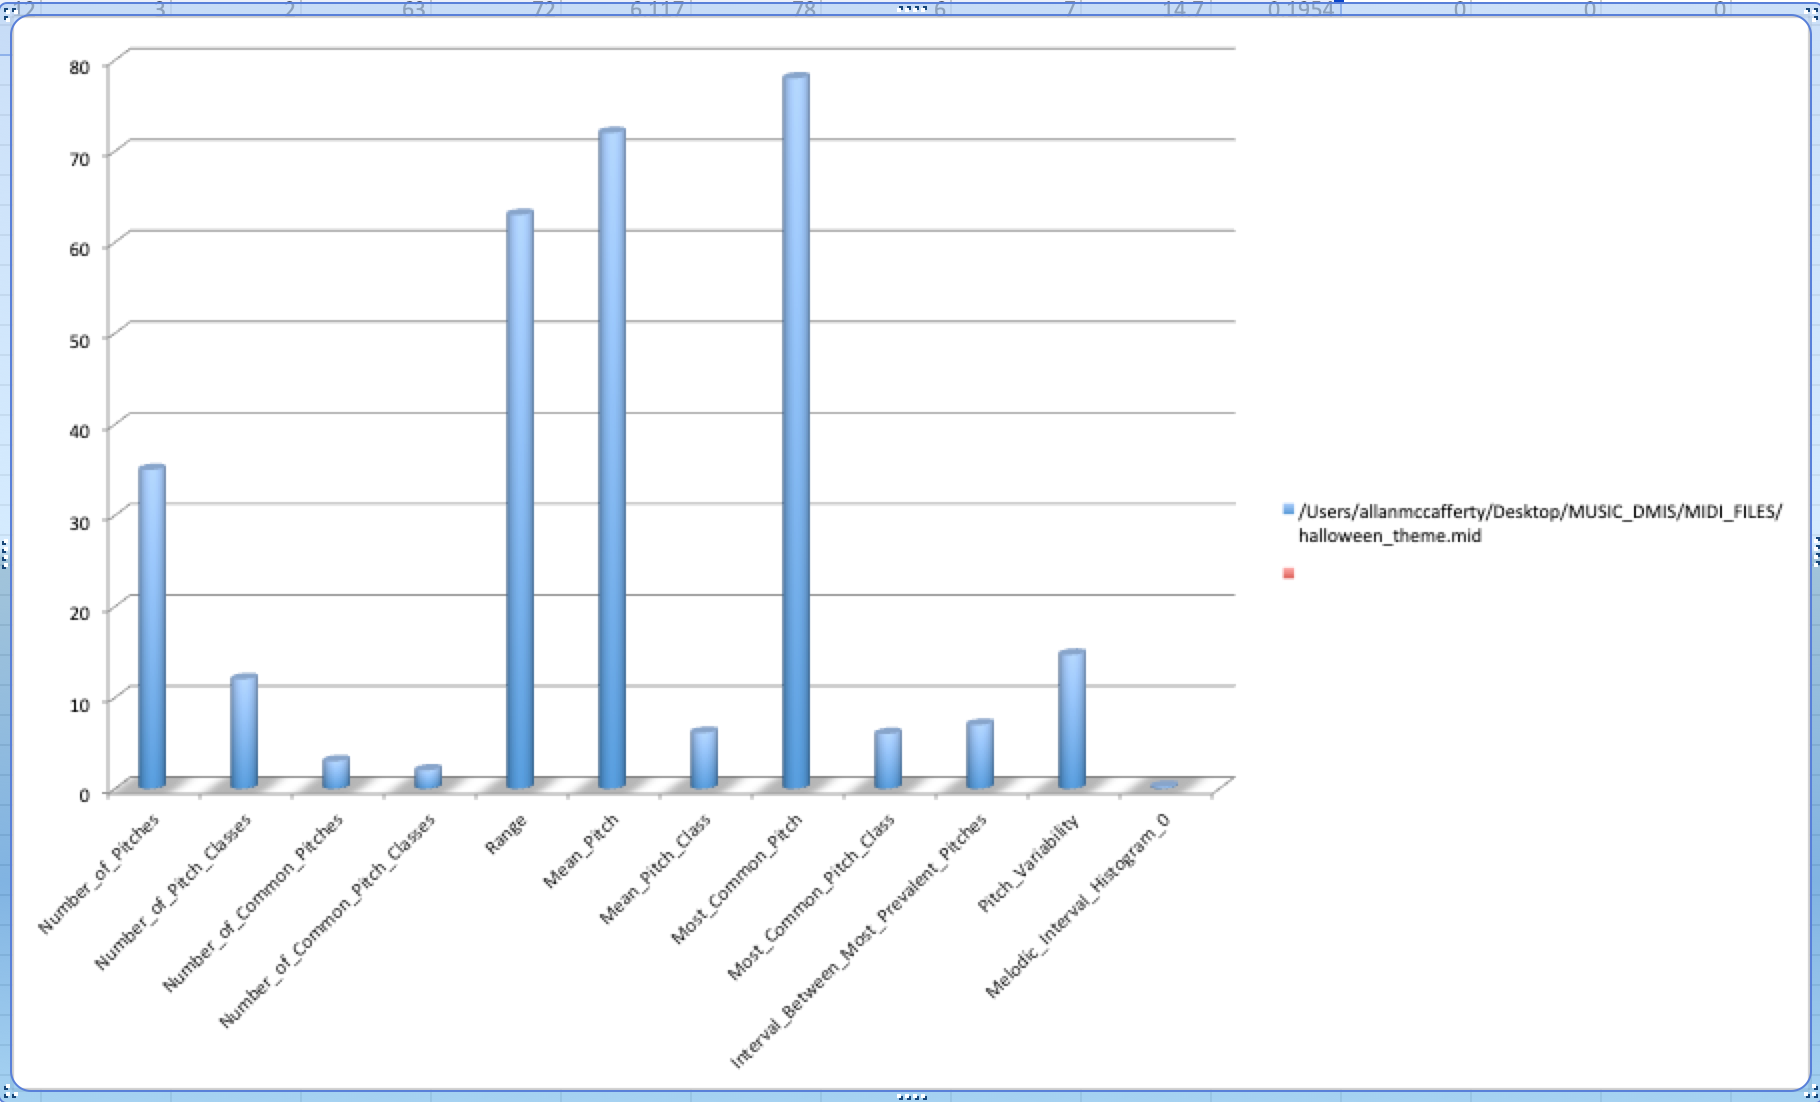 12 3 2 63 72 6.117 78 6 7 14.7 0.1954 0 0 0
80
70
60
50
40
30
20
10
0
Number_of_Pitches
Number_of_Pitch_Classes
Number_of_Common_Pitches
Number_of_Common_Pitch_Classes
Range
Mean_Pitch
Mean_Pitch_Class
Most_Common_Pitch
Most_Common_Pitch_Class
Interval_Between_Most_Prevalent_Pitches
Pitch_Variability
Melodic_Interval_Histogram_0
/Users/allanmccafferty/Desktop/MUSIC_DMIS/MIDI_FILES/
halloween_theme.mid